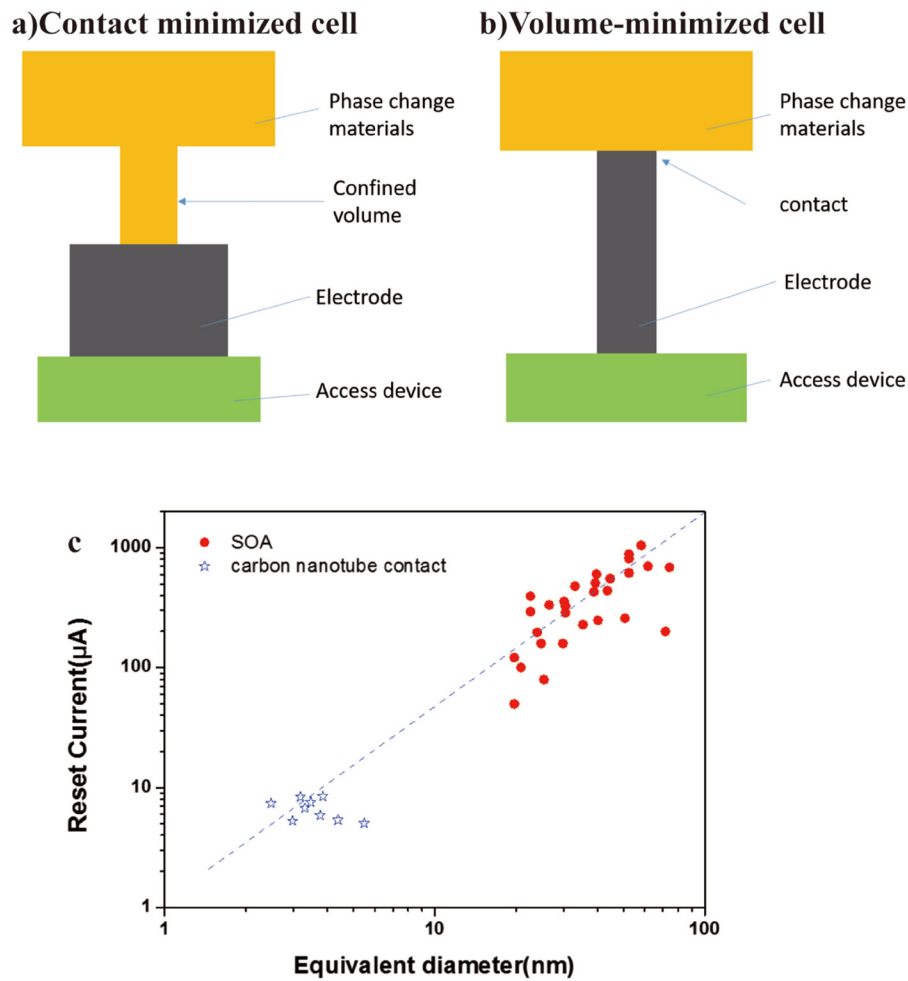 a)Contact minimized cell
b)Volume-minimized cell
Phase change
materials
Confined
volume
Electrode
Access device
Phase change
materials
contact
Electrode
Access device
c
SOA
carbon nanotube contact
1000
100
10
1
Reset Current(μA)
1
10
100
Equivalent diameter(nm)